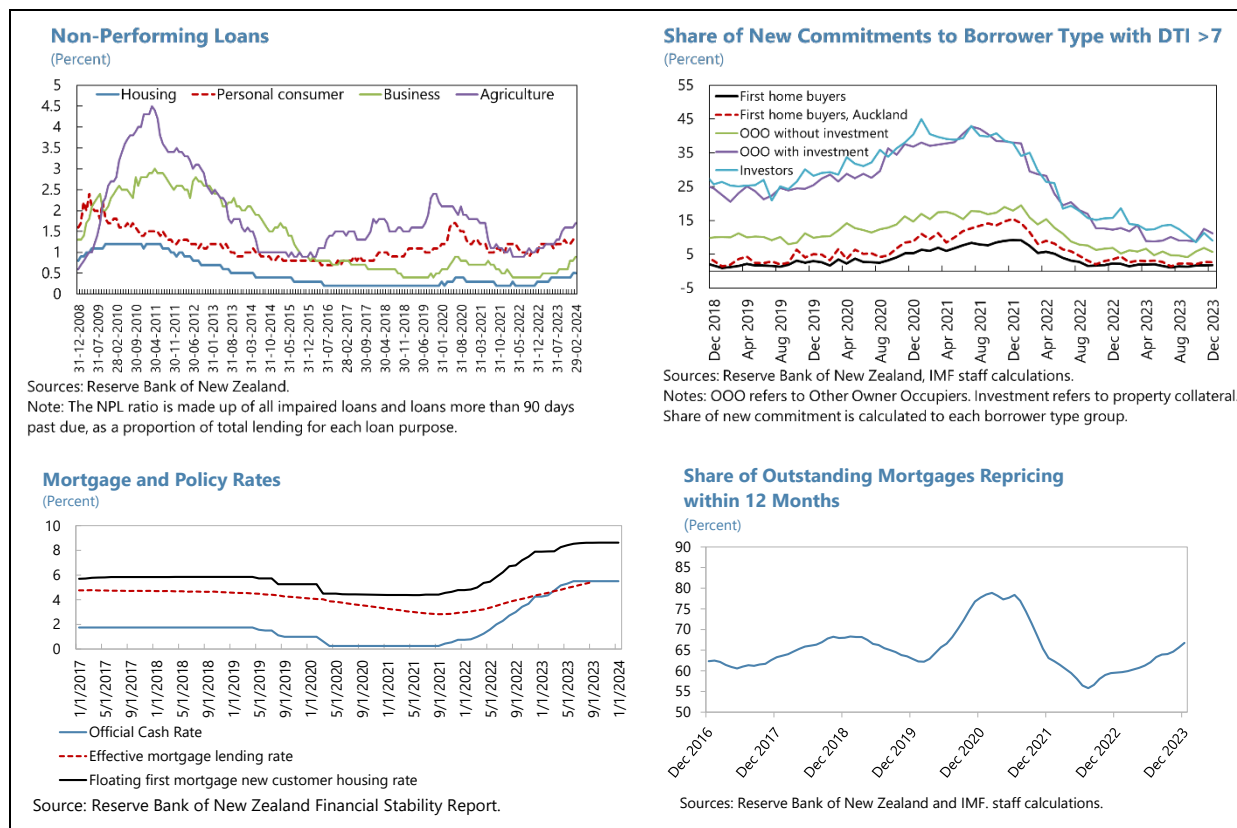 Non-Performing Loans
(Percent)
5
4.5
4
3.5
3
2.5
2
1.5
1
0.5
0
Housing Personal consumer Business Agriculture
31-12-2008
31-07-2009
28-02-2010
30-09-2010
30-04-2011
30-11-2011
30-06-2012
31-01-2013
31-08-2013
31-03-2014
31-10-2014
31-05-2015
31-12-2015
31-07-2016
28-02-2017
30-09-2017
30-04-2018
30-11-2018
30-06-2019
31-01-2020
31-08-2020
31-03-2021
31-10-2021
31-05-2022
31-12-2022
31-07-2023
29-02-2024
Sources: Reserve Bank of New Zealand.
Note: The NPL ratio is made up of all impaired loans and loans more than 90 days
past due, as a proportion of total lending for each loan purpose.
Share of New Commitments to Borrower Type with DTI >7
(Percent)
55
45
35
25
15
5
-5
First home buyers
First home buyers, Auckland
OOO without investment
OOO with investment
Investors
Dec 2018
Apr 2019
Aug 2019
Dec 2019
Apr 2020
Aug 2020
Dec 2020
Apr 2021
Aug 2021
Dec 2021
Apr 2022
Aug 2022
Dec 2022
Apr 2023
Aug 2023
Dec 2023
Sources: Reserve Bank of New Zealand, IMF staff calculations.
Notes: OOO refers to Other Owner Occupiers. Investment refers to property collateral.
Share of new commitment is calculated to each borrower type group.
Mortgage and Policy Rates
(Percent)
10
8
6
4
2
0
1/1/2017
5/1/2017
9/1/2017
1/1/2018
5/1/2018
9/1/2018
1/1/2019
5/1/2019
9/1/2019
1/1/2020
5/1/2020
9/1/2020
1/1/2021
5/1/2021
9/1/2021
1/1/2022
5/1/2022
9/1/2022
1/1/2023
5/1/2023
9/1/2023
1/1/2024
Official Cash Rate
Effective mortgage lending rate
Floating first mortgage new customer housing rate
Source: Reserve Bank of New Zealand Financial Stability Report.
Share of Outstanding Mortgages Repricing
within 12 Months
(Percent)
90
85
80
75
70
65
60
55
50
Dec 2016
Dec 2017
Dec 2018
Dec 2019
Dec 2020
Dec 2021
Dec 2022
Dec 2023
Sources: Reserve Bank of New Zealand and IMF. staff calculations.